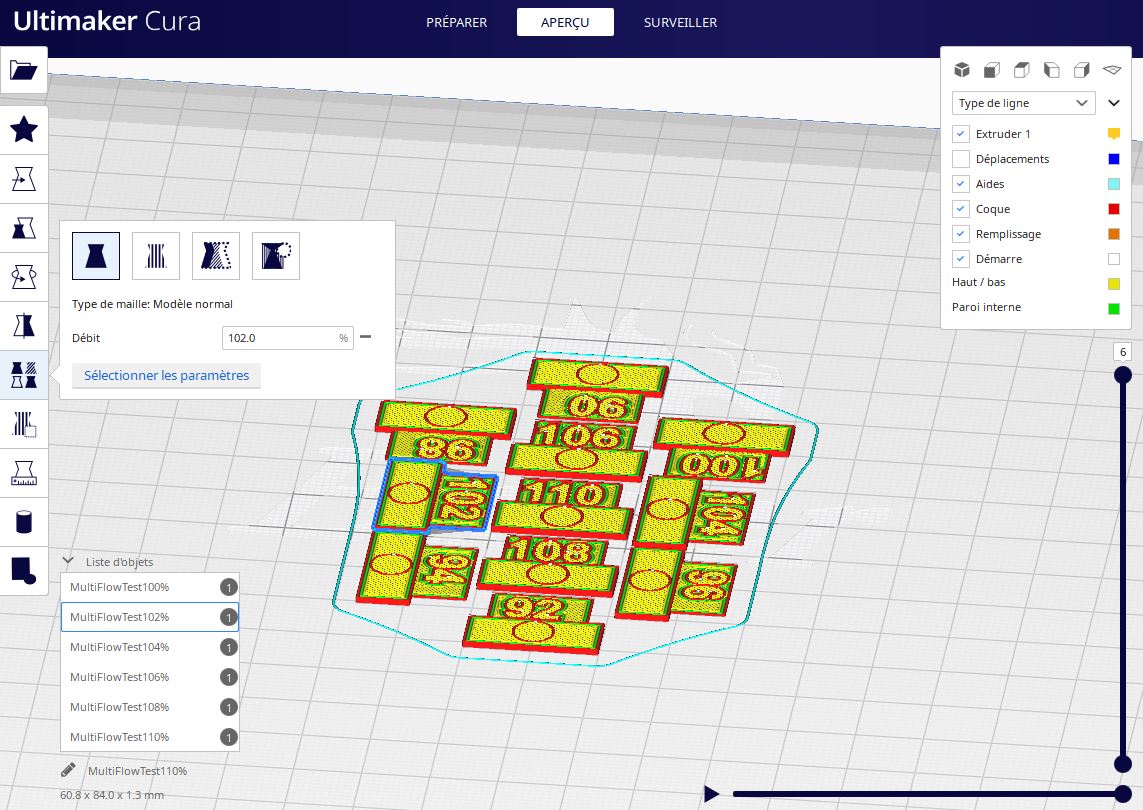 Ultimaker Cura
PRÉPARER
APERÇU
SURVEILLER
Type de ligne
Extruder 1
Déplacements
Aides
Coque
Remplissage
Démarre
Haut / bas
Paroi interne
Type de maille: Modèle normal
Débit
102.0
%
Sélectionner les paramètres
6
90
106
98
100
110
102
104
108
94
96
92
Liste d'objets
MultiFlowTest100% 1
MultiFlowTest102% 1
MultiFlowTest104% 1
MultiFlowTest106% 1
MultiFlowTest108% 1
MultiFlowTest110% 1
MultiFlowTest110%
60.8 x 84.0 x 1.3 mm